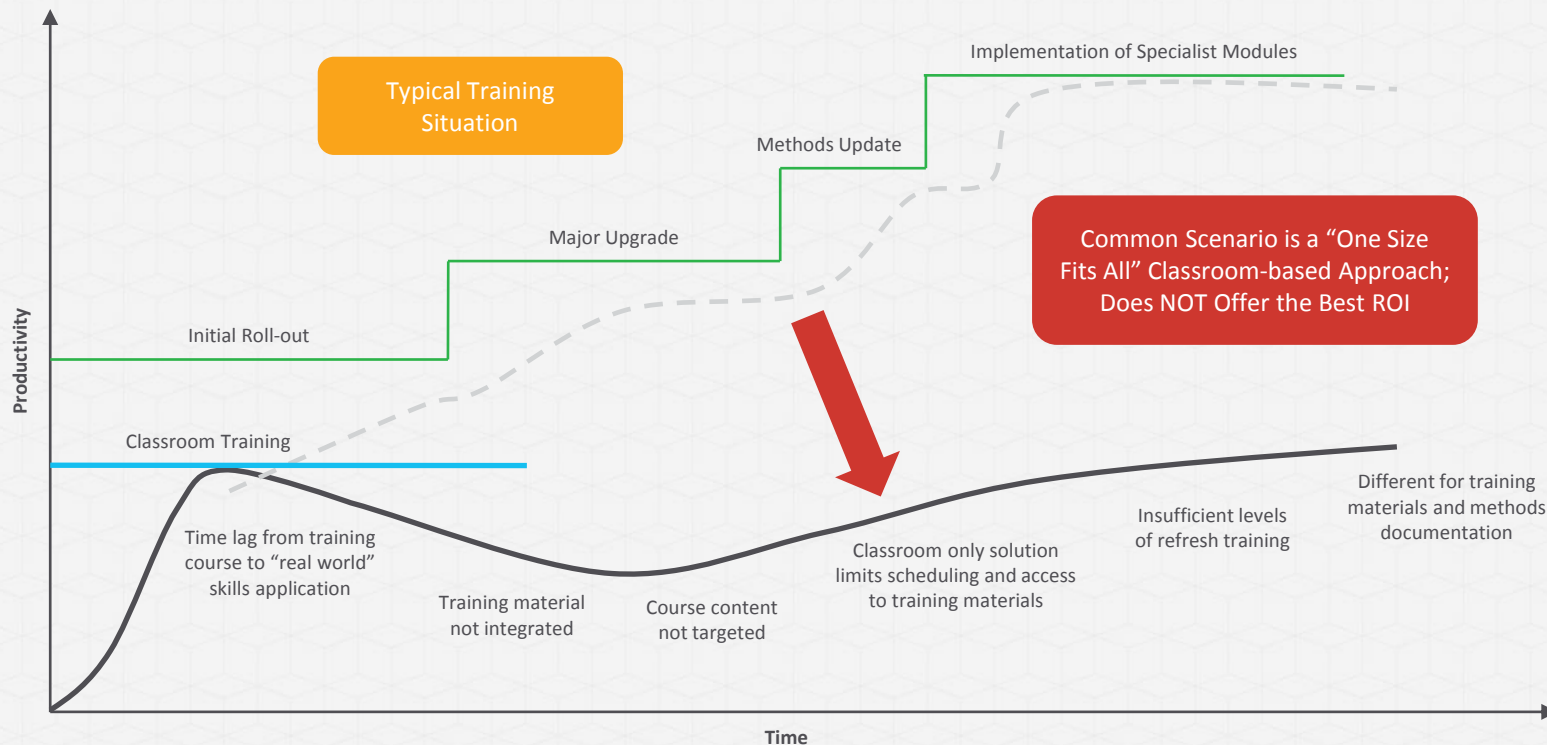 Implementation of Specialist Modules
Typical Training
Situation
Methods Update
Major Upgrade
Common Scenario is a “One Size
Fits All” Classroom-based Approach;
Does NOT Offer the Best ROI
Initial Roll-out
Productivity
Classroom Training
Time lag from training
course to “real world”
skills application
Training material
not integrated
Course content
not targeted
Classroom only solution
limits scheduling and access
to training materials
Insufficient levels
of refresh training
Different for training
materials and methods
documentation
Time